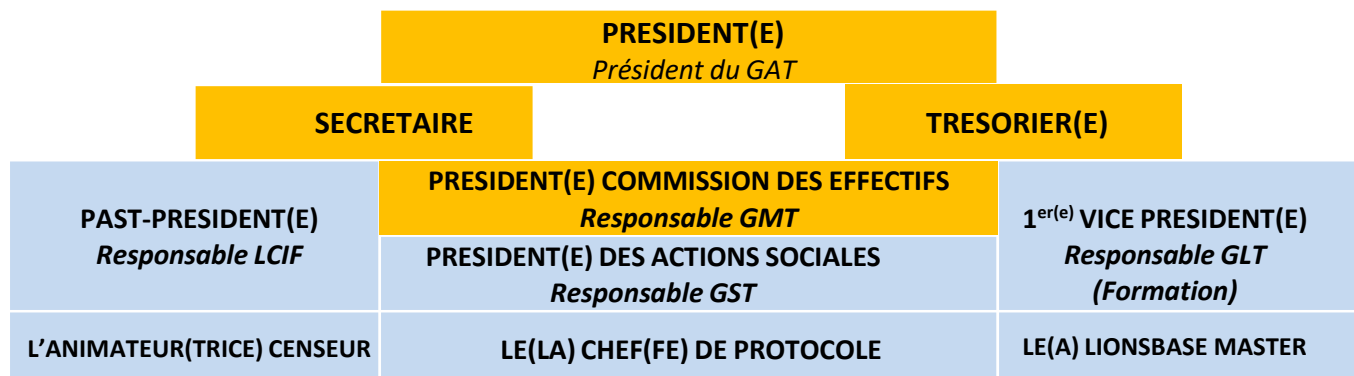 PRESIDENT(E)
Président du GAT
SECRETAIRE
TRESORIER(E)
PAST-PRESIDENT(E)
Responsable LCIF
PRESIDENT(E) COMMISSION DES EFFECTIFS
Responsable GMT
PRESIDENT(E) DES ACTIONS SOCIALES
Responsable GST
1er(e) VICE PRESIDENT(E)
Responsable GLT
(Formation)
L’ANIMATEUR(TRICE) CENSEUR
LE(LA) CHEF(FE) DE PROTOCOLE
LE(A) LIONSBASE MASTER